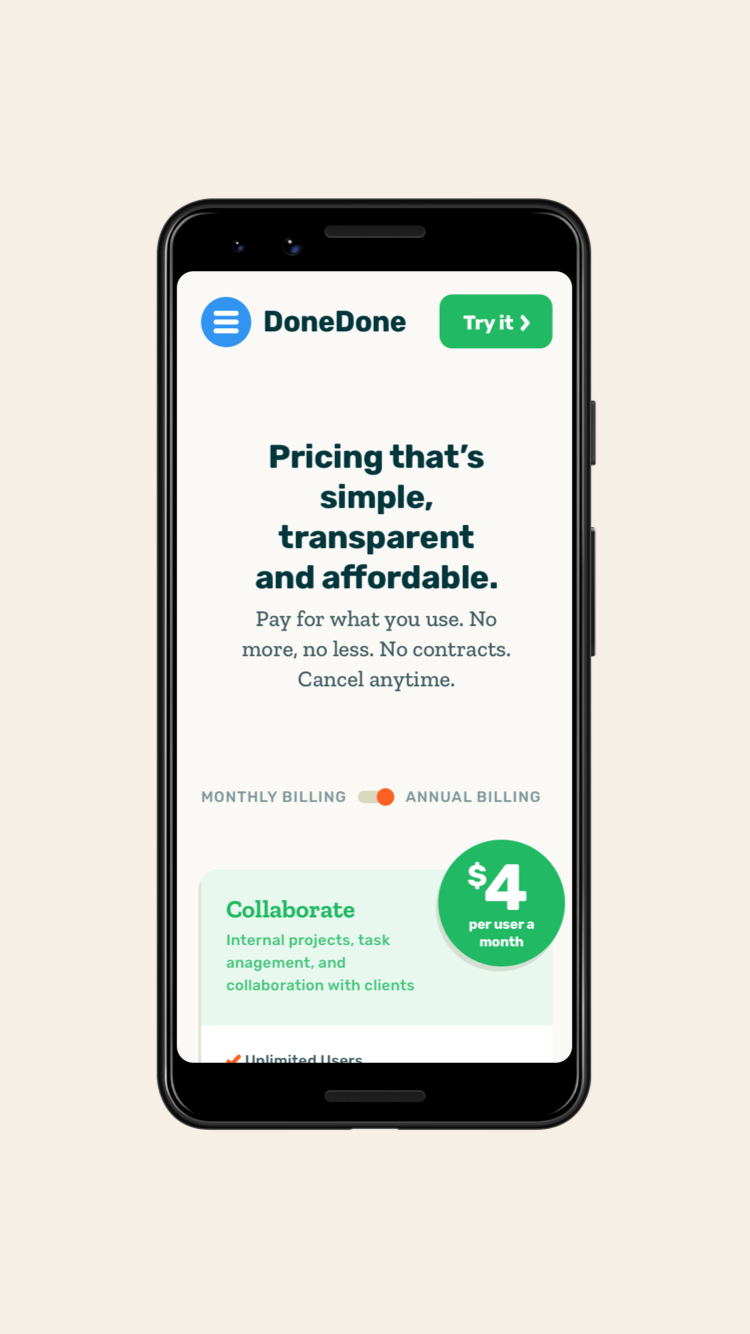 DoneDone
Try it
Pricing that's
simple,
transparent
and affordable.
Pay for what you use. No
more, no less. No contracts.
Cancel anytime.
MONTHLY BILLING
ANNUAL BILLING
$4
per user a
month
Collaborate
Internal projects, task
anagement, and
collaboration with clients
Unlimited Users